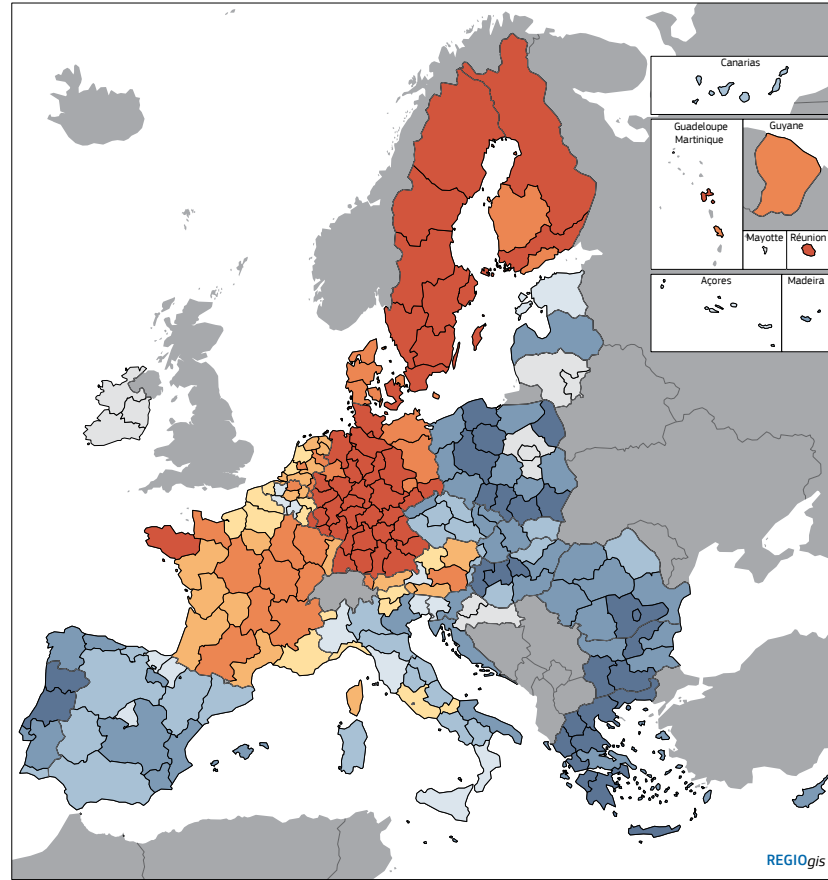 Canarias
Guadeloupe
Martinique
Guyane
Mayotte
Réunion
Açores
Madeira
REGIOgis